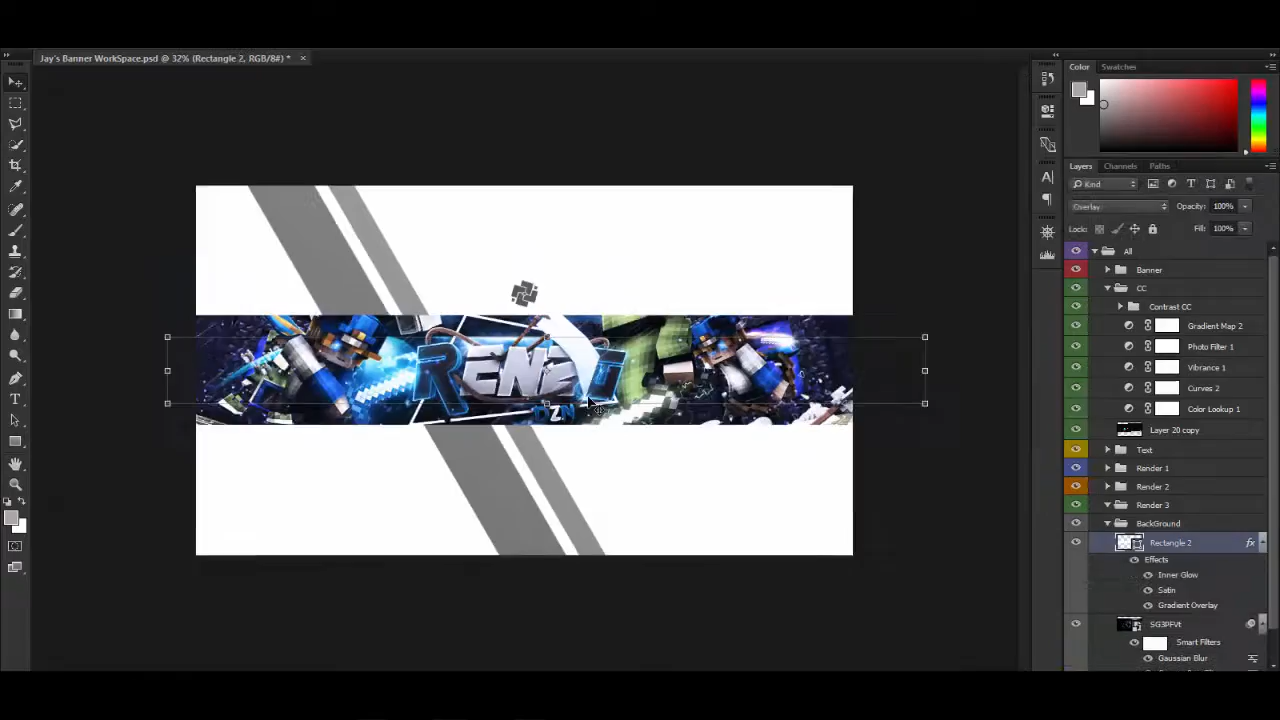 Jay's Banner WorkSpace.psd @ 32% (Rectangle 2, RGB/8#) *
Color Swatches
Layers Channels Paths
Kind
Overlay Opacity: 100%
Lock: Fill: 100%
All
Banner
CC
Contrast CC
Gradient Map 2
Photo Filter 1
Vibrance 1
Curves 2
Color Lookup 1
Layer 20 copy
Text
Render 1
Render 2
Render 3
BackGround
Rectangle 2 fx
Effects
Inner Glow
Satin
Gradient Overlay
SG3PFVt
Smart Filters
Gaussian Blur
DZN